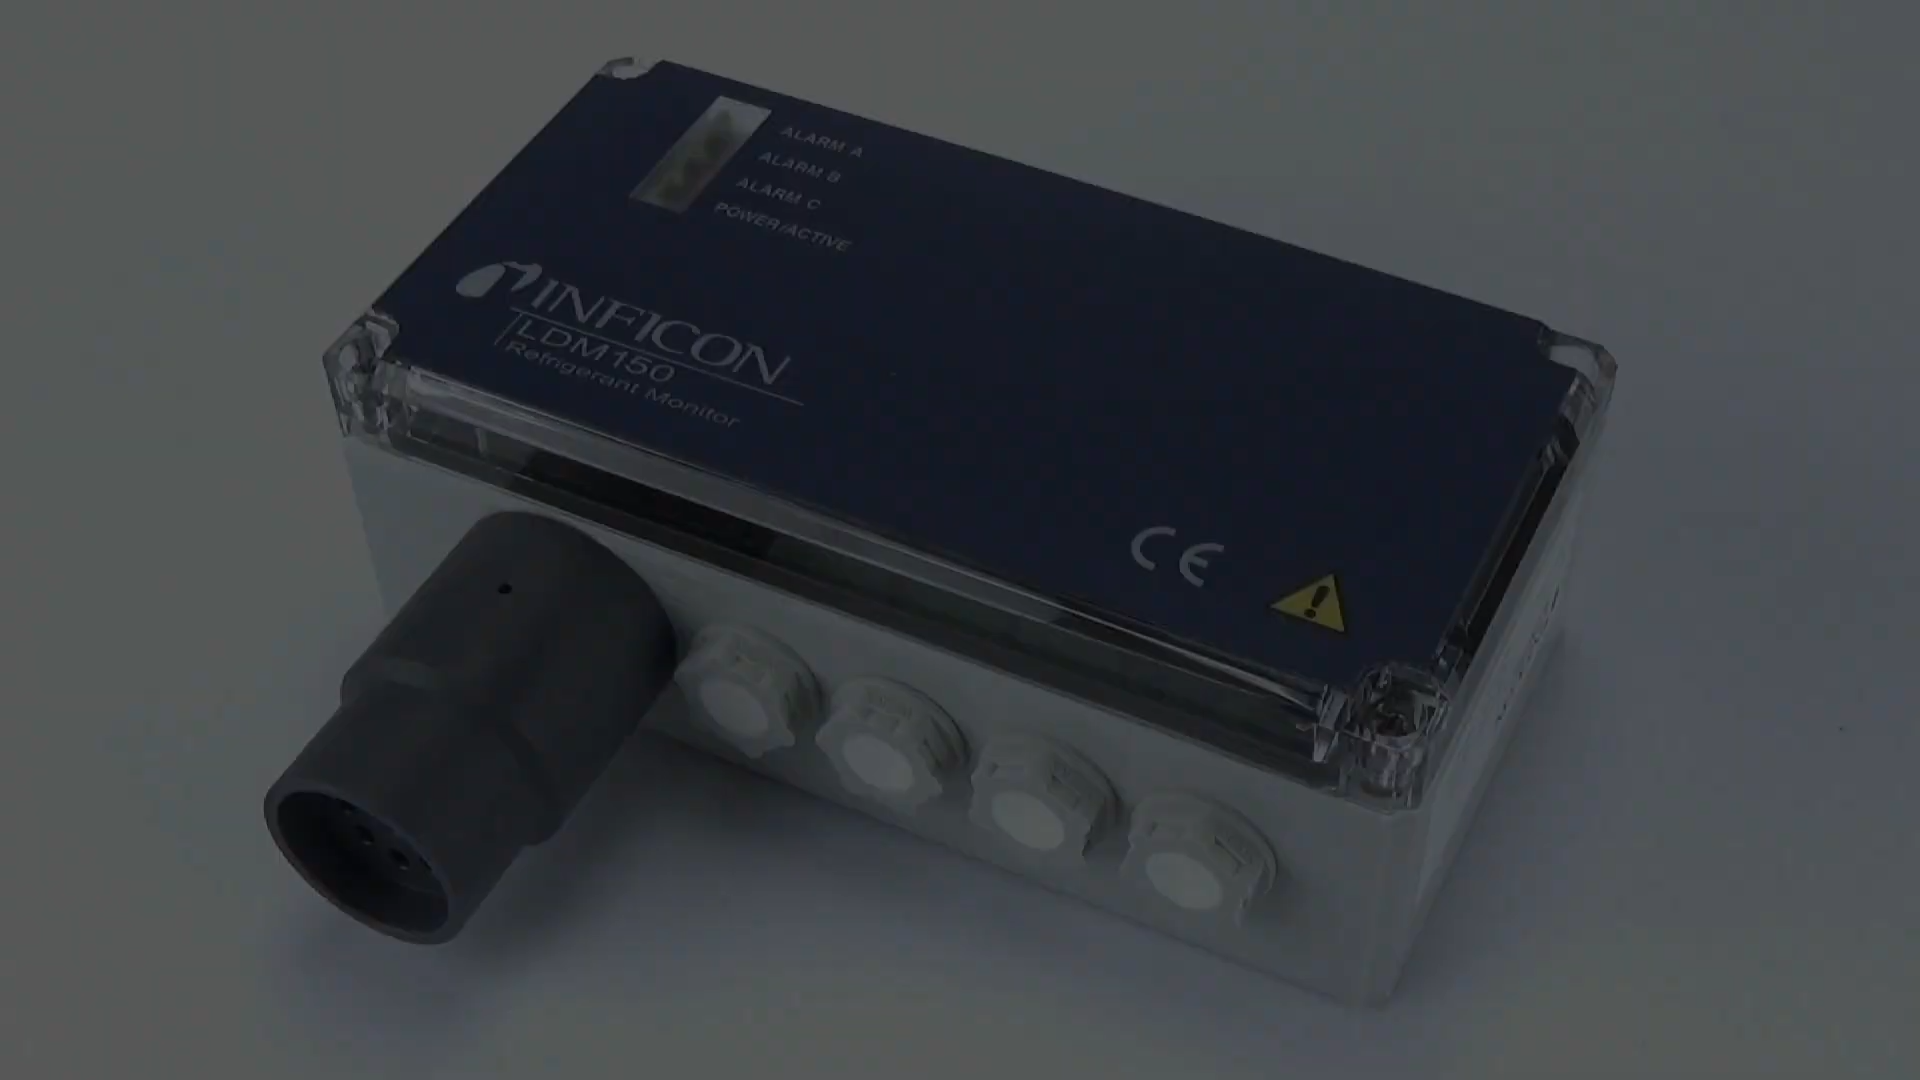 ALARM A
ALARM B
ALARM C
POWER/ACTIVE
INFICON
LDM150
Refrigerant Monitor
CE
!